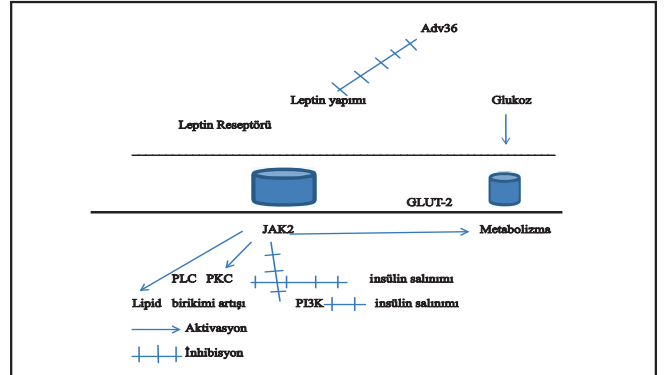 Adv36
Leptin yapımı Glukoz
Leptin Reseptörü
GLUT-2
JAK2 Metabolizma
PLC PKC insülin salınımı
Lipid birikimi artışı PI3K insülin salınımı
Aktivasyon
İnhibisyon